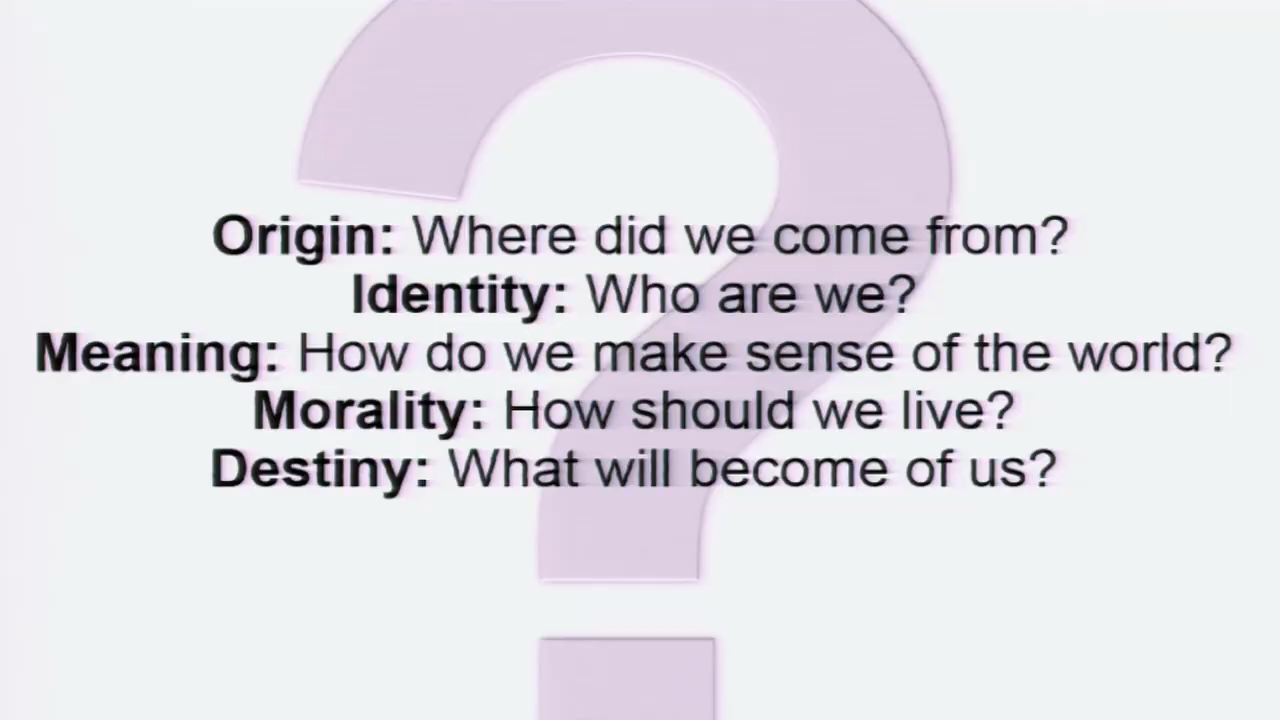 Origin: Where did we come from?
Identity: Who are we?
Meaning: How do we make sense of the world?
Morality: How should we live?
Destiny: What will become of us?